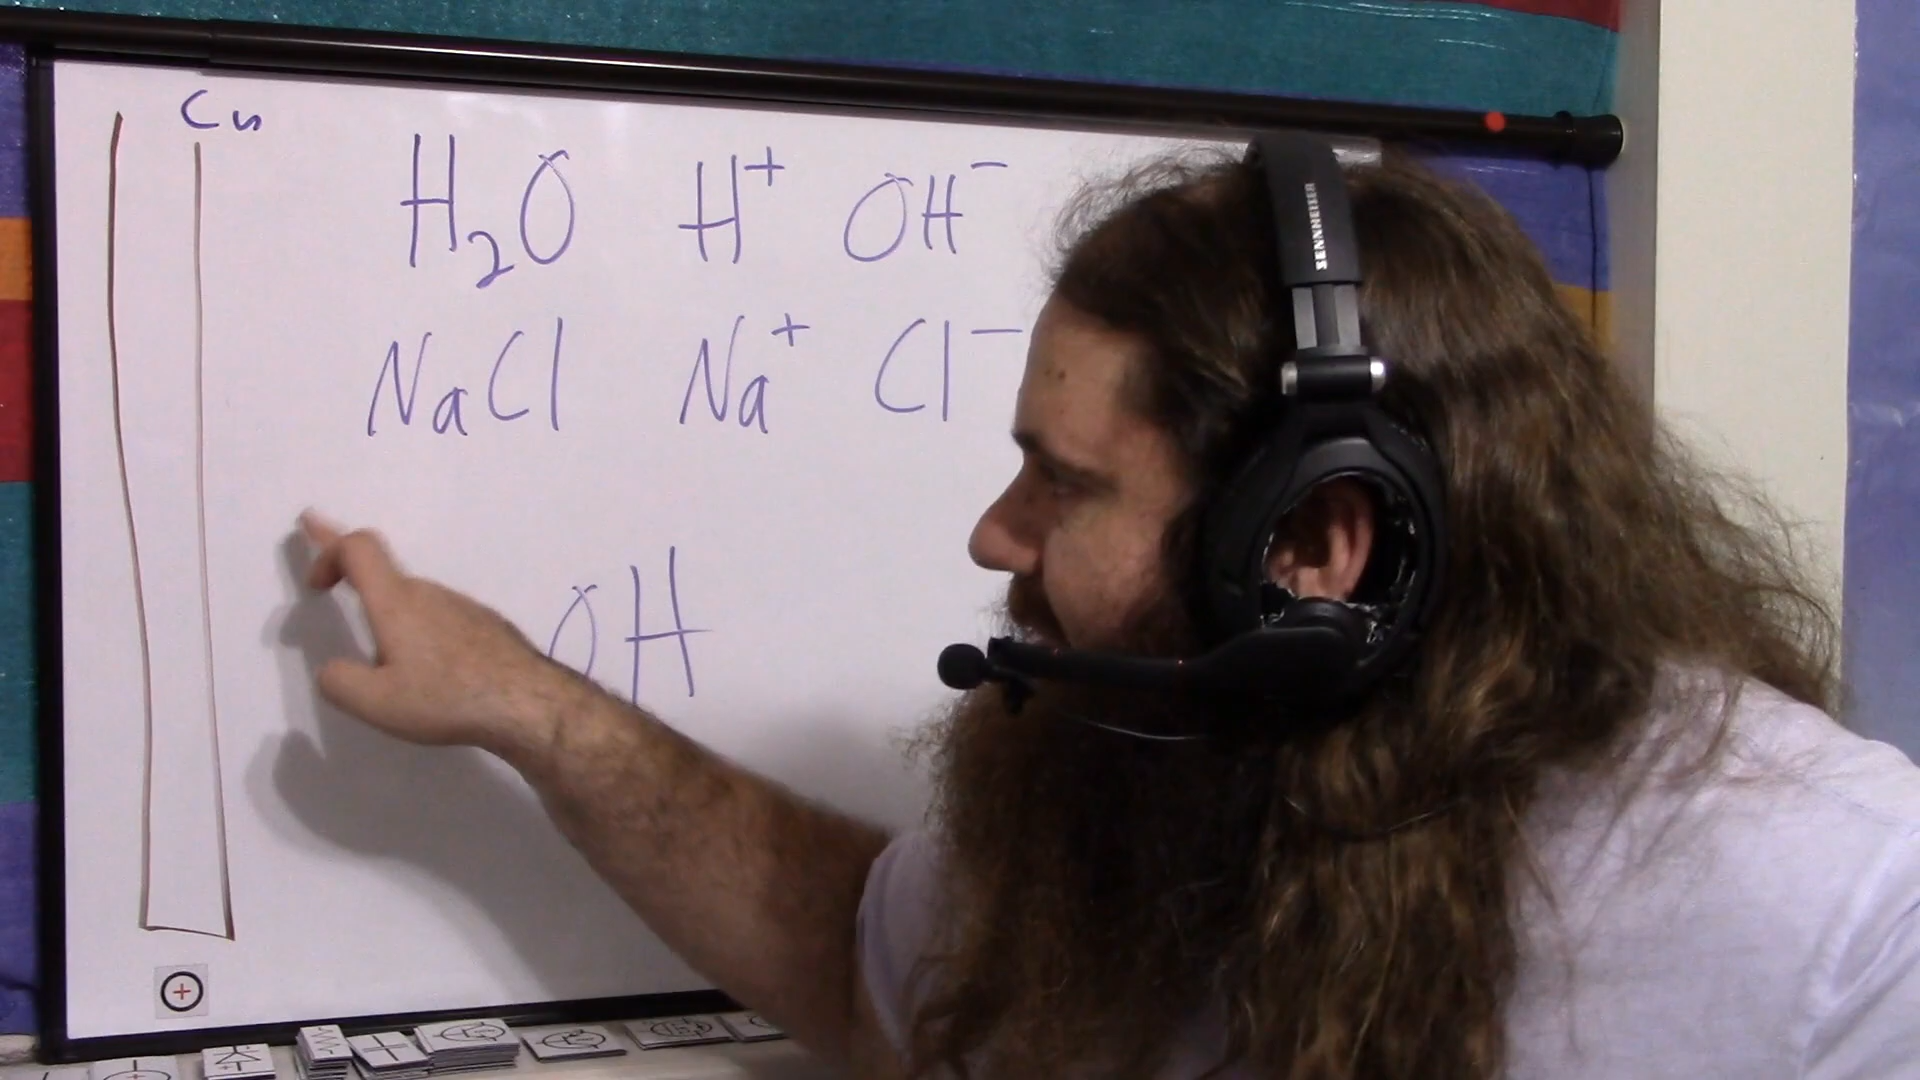 Cu
H₂O H⁺ OH⁻
NaCl Na⁺ Cl⁻
OH
+
SENNHEISER